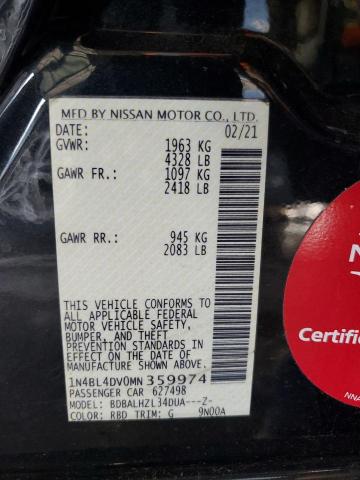 MFD BY NISSAN MOTOR CO., LTD.
DATE: 02/21
GVWR: 1963 KG
4328 LB
GAWR FR.: 1097 KG
2418 LB
GAWR RR.: 945 KG
2083 LB
THIS VEHICLE CONFORMS TO
ALL APPLICABLE FEDERAL
MOTOR VEHICLE SAFETY,
BUMPER, AND THEFT
PREVENTION STANDARDS
IN EFFECT ON THE DATE OF
MANUFACTURE SHOWN ABOVE.
1N4BL4DV0MN359974
PASSENGER CAR 627498
MODEL: BDBALHZL34DUA---Z-
COLOR: RBD TRIM: G 9N00A
N
Certifie
NNA